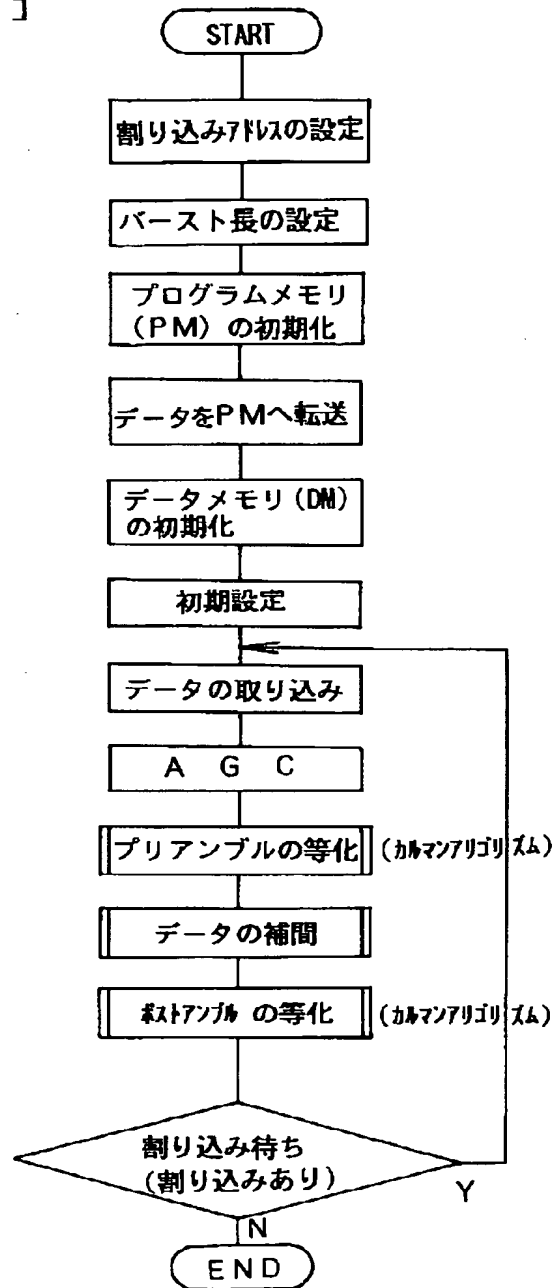 START
割り込みアドレスの設定
バースト長の設定
プログラムメモリ
(PM)の初期化
データをPMへ転送
データメモリ(DM)
の初期化
初期設定
データの取り込み
A G C
プリアンブルの等化 (カルマンアリゴリズム)
データの補間
ポストアンブル の等化 (カルマンアリゴリズム)
割り込み待ち
(割り込みあり)
Y
N
END